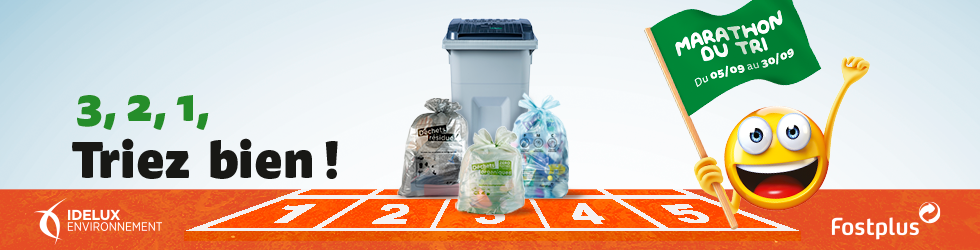 3, 2, 1,
Triez bien !
MARATHON
DU TRI
Du 05/09 au 30/09
Déchets
résiduels
Déchets
organiques
1 2 3 4 5
IDELUX
ENVIRONNEMENT
Fostplus